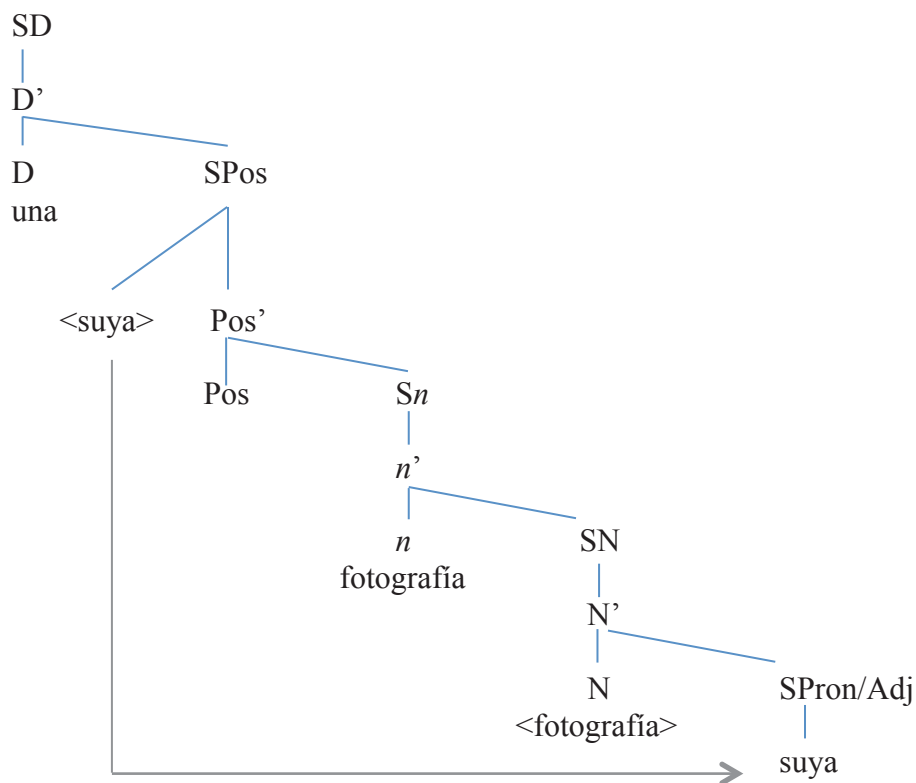 SD
D’
D SPos
una
<suya> Pos’
Pos Sn
n’
n SN
fotografía
N’
N SPron/Adj
<fotografía>
suya